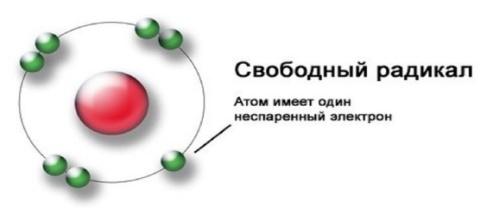 Свободный радикал
Атом имеет один
неспаренный электрон